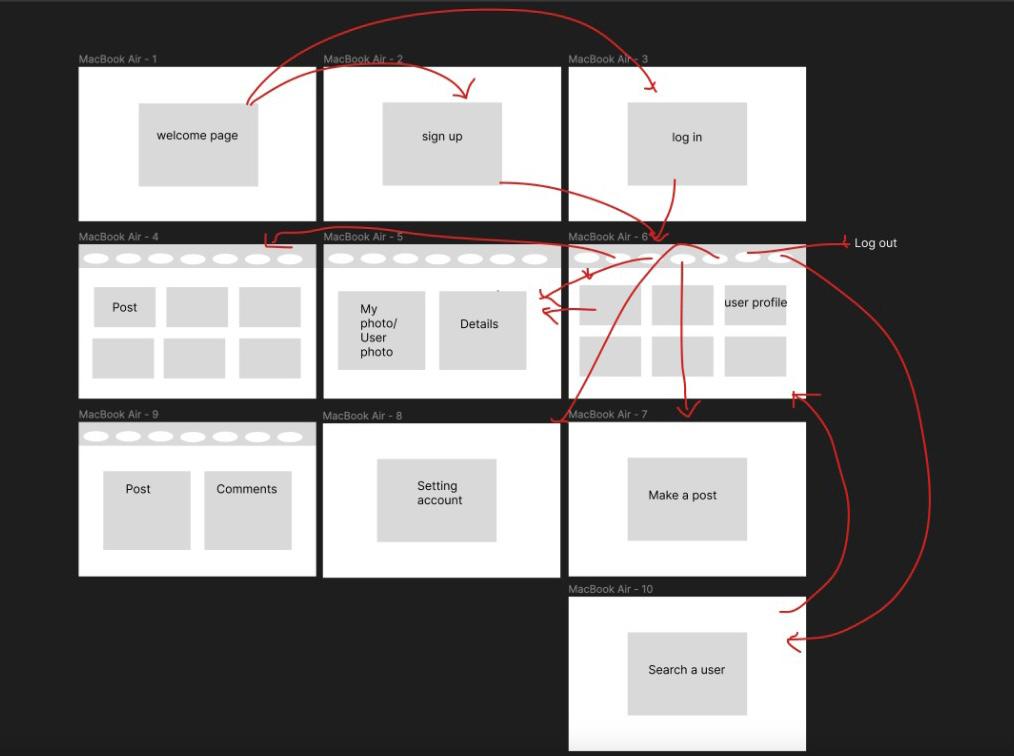 MacBook Air - 1
MacBook Air - 2
MacBook Air - 3
welcome page
sign up
log in
MacBook Air - 4
MacBook Air - 5
MacBook Air - 6
Log out
Post
My
photo/
User
photo
Details
user profile
MacBook Air - 9
MacBook Air - 8
MacBook Air - 7
Post
Comments
Setting
account
Make a post
MacBook Air - 10
Search a user